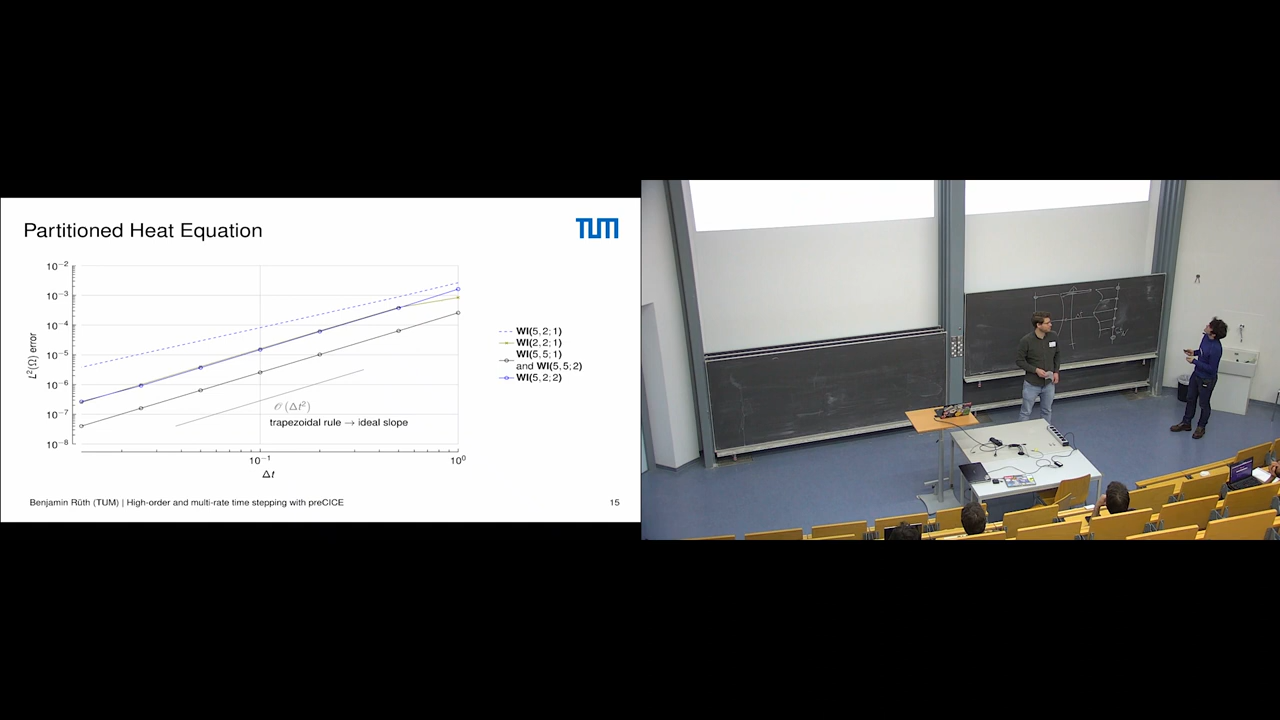 Partitioned Heat Equation
TUM
10⁻²
10⁻³
10⁻⁴
10⁻⁵
10⁻⁶
10⁻⁷
10⁻⁸
L²(Ω) error
𝒪(Δt²)
trapezoidal rule → ideal slope
10⁻¹
10⁰
Δt
WI(5,2;1)
WI(2,2;1)
WI(5,5;1)
and WI(5,5;2)
WI(5,2;2)
Benjamin Rüth (TUM) | High-order and multi-rate time stepping with preCICE
15